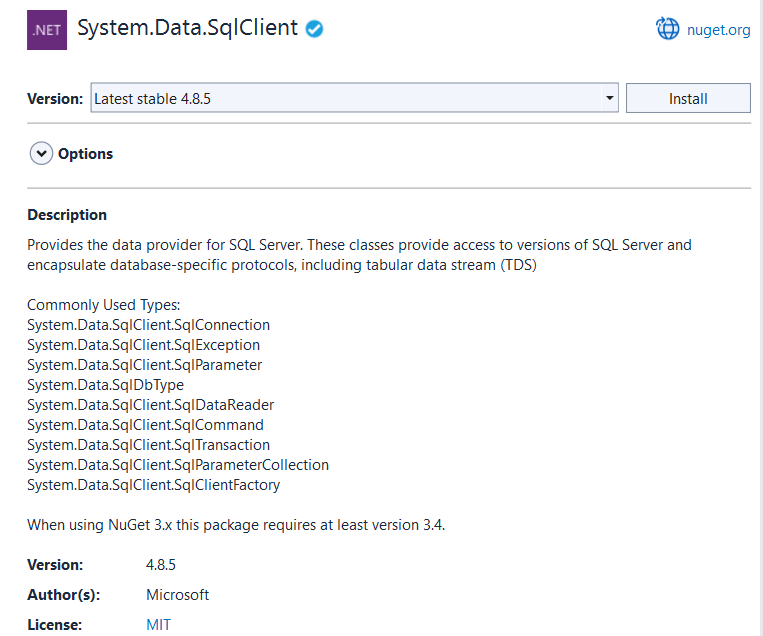 .NET System.Data.SqlClient nuget.org
Version: Latest stable 4.8.5 Install
Options
Description
Provides the data provider for SQL Server. These classes provide access to versions of SQL Server and
encapsulate database-specific protocols, including tabular data stream (TDS)
Commonly Used Types:
System.Data.SqlClient.SqlConnection
System.Data.SqlClient.SqlException
System.Data.SqlClient.SqlParameter
System.Data.SqlDbType
System.Data.SqlClient.SqlDataReader
System.Data.SqlClient.SqlCommand
System.Data.SqlClient.SqlTransaction
System.Data.SqlClient.SqlParameterCollection
System.Data.SqlClient.SqlClientFactory
When using NuGet 3.x this package requires at least version 3.4.
Version: 4.8.5
Author(s): Microsoft
License: MIT